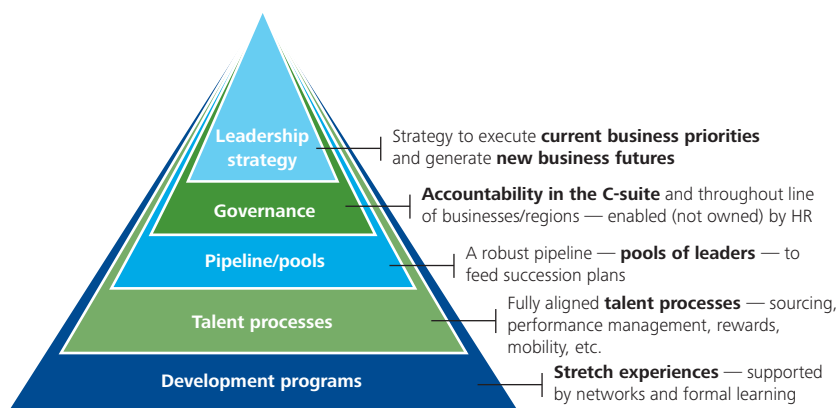 Leadership
strategy
Strategy to execute current business priorities
and generate new business futures
Governance
Accountability in the C-suite and throughout line
of businesses/regions — enabled (not owned) by HR
Pipeline/pools
A robust pipeline — pools of leaders — to
feed succession plans
Talent processes
Fully aligned talent processes — sourcing,
performance management, rewards,
mobility, etc.
Development programs
Stretch experiences — supported
by networks and formal learning